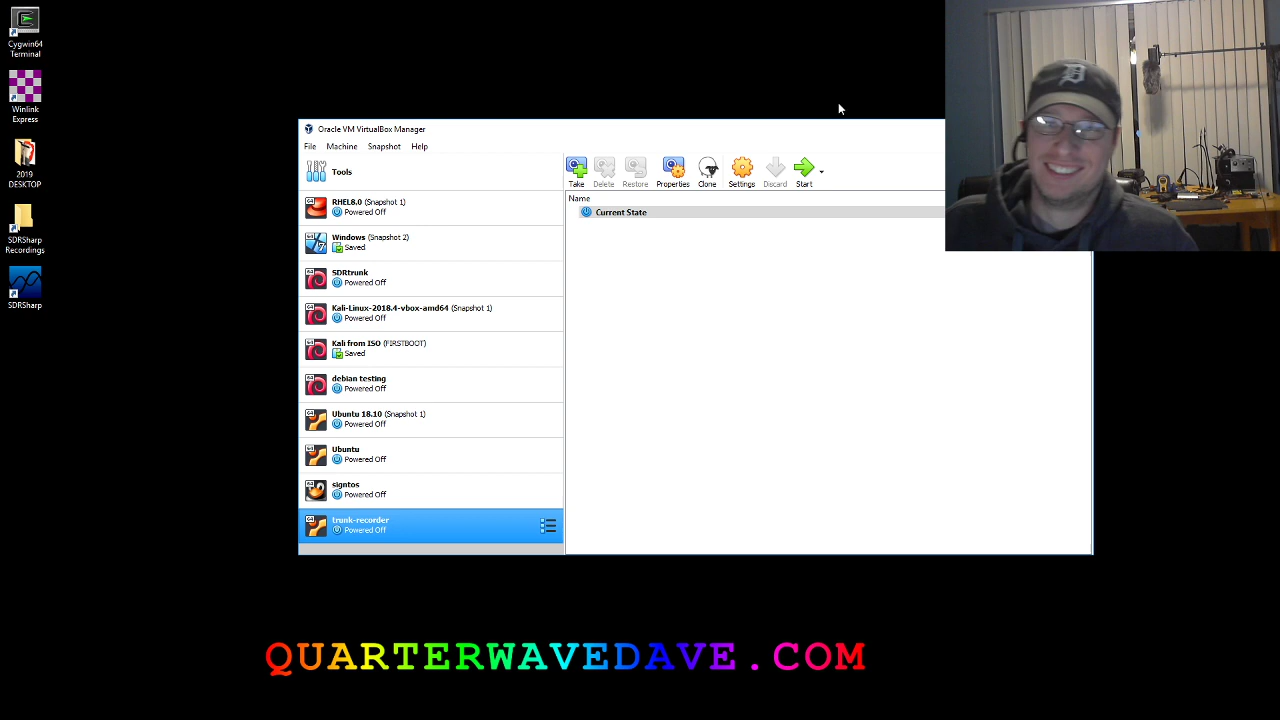 Cygwin64
Terminal
Winlink
Express
2019
DESKTOP
SDRSharp
Recordings
SDRSharp
Oracle VM VirtualBox Manager
File Machine Snapshot Help
Tools
RHEL8.0 (Snapshot 1)
Powered Off
Windows (Snapshot 2)
Saved
SDRtrunk
Powered Off
Kali-Linux-2018.4-vbox-amd64 (Snapshot 1)
Powered Off
Kali from ISO (FIRSTBOOT)
Saved
debian testing
Powered Off
Ubuntu 18.10 (Snapshot 1)
Powered Off
Ubuntu
Powered Off
signtos
Powered Off
trunk-recorder
Powered Off
Take Delete Restore Properties Clone Settings Discard Start
Name
Current State
QUARTERWAVEDAVE.COM